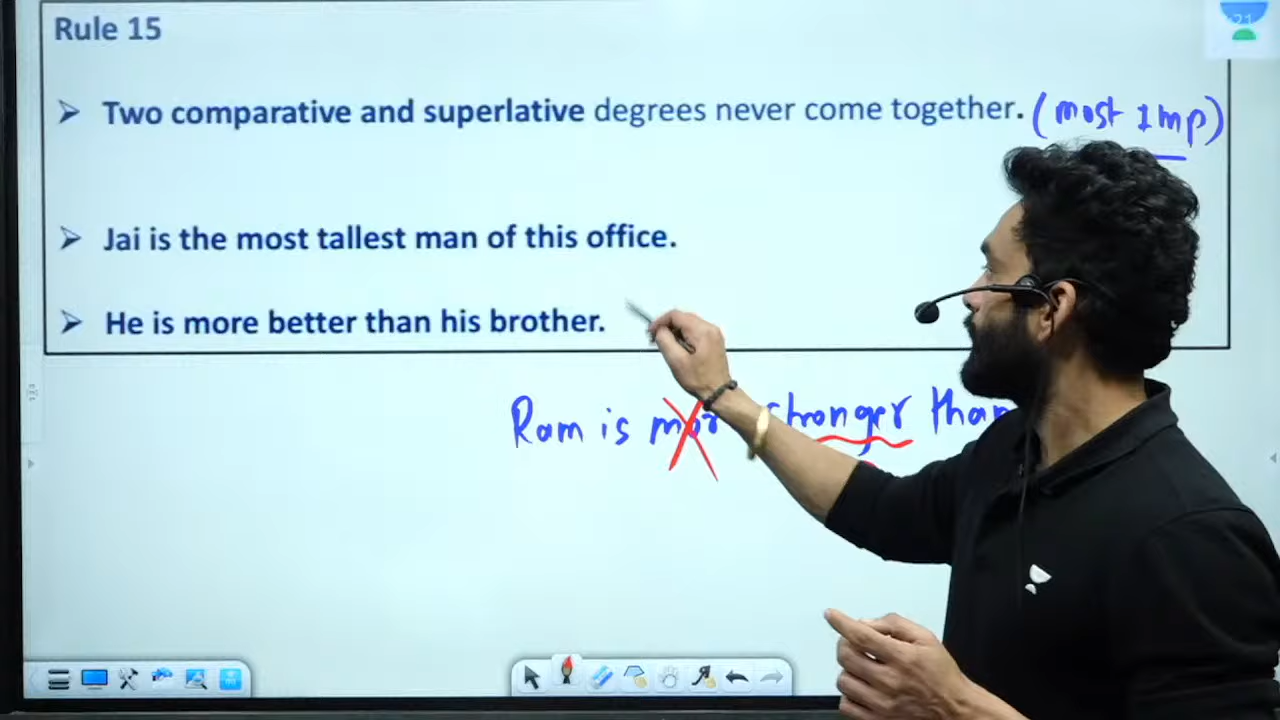 Rule 15
➢ Two comparative and superlative degrees never come together. (most Imp)
➢ Jai is the most tallest man of this office.
➢ He is more better than his brother.
Ram is stronger than